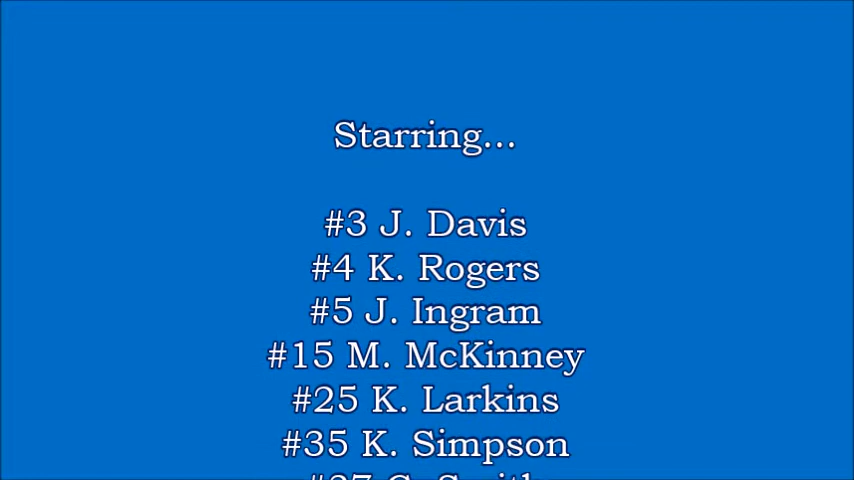 Starring...
#3 J. Davis
#4 K. Rogers
#5 J. Ingram
#15 M. McKinney
#25 K. Larkins
#35 K. Simpson